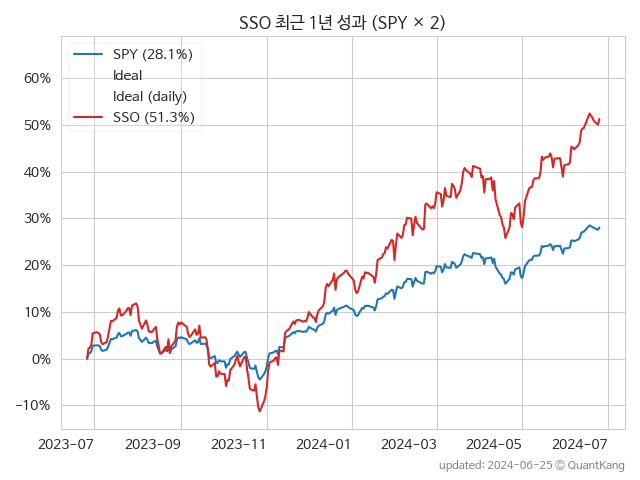 SSO 최근 1년 성과 (SPY × 2)
SPY (28.1%)
Ideal
Ideal (daily)
SSO (51.3%)
60%
50%
40%
30%
20%
10%
0%
−10%
2023-07 2023-09 2023-11 2024-01 2024-03 2024-05 2024-07
updated: 2024-06-25 © QuantKang